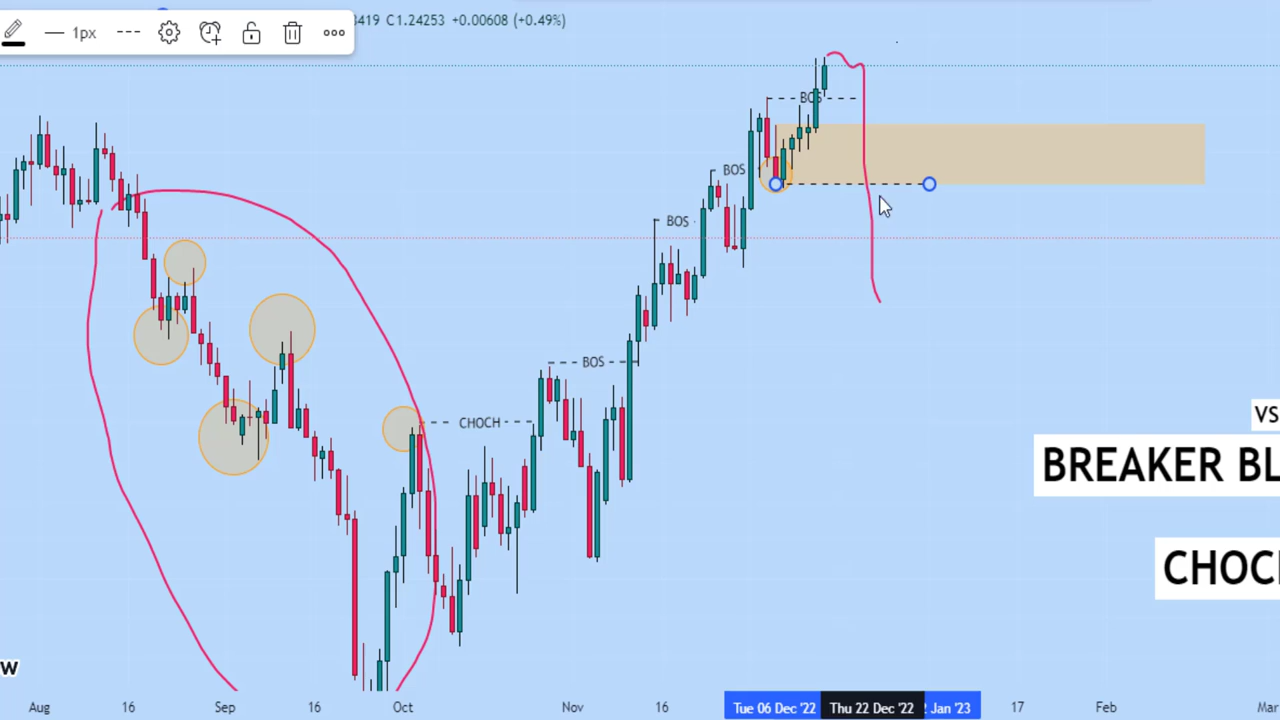 1px
3419 C1.24253 +0.00608 (+0.49%)
BOS
BOS
BOS
BOS
CHOCH
VS
BREAKER BL
CHOCH
W
Aug 16 Sep 16 Oct Nov 16 Tue 06 Dec '22 Thu 22 Dec '22 Jan '23 17 Feb Mar